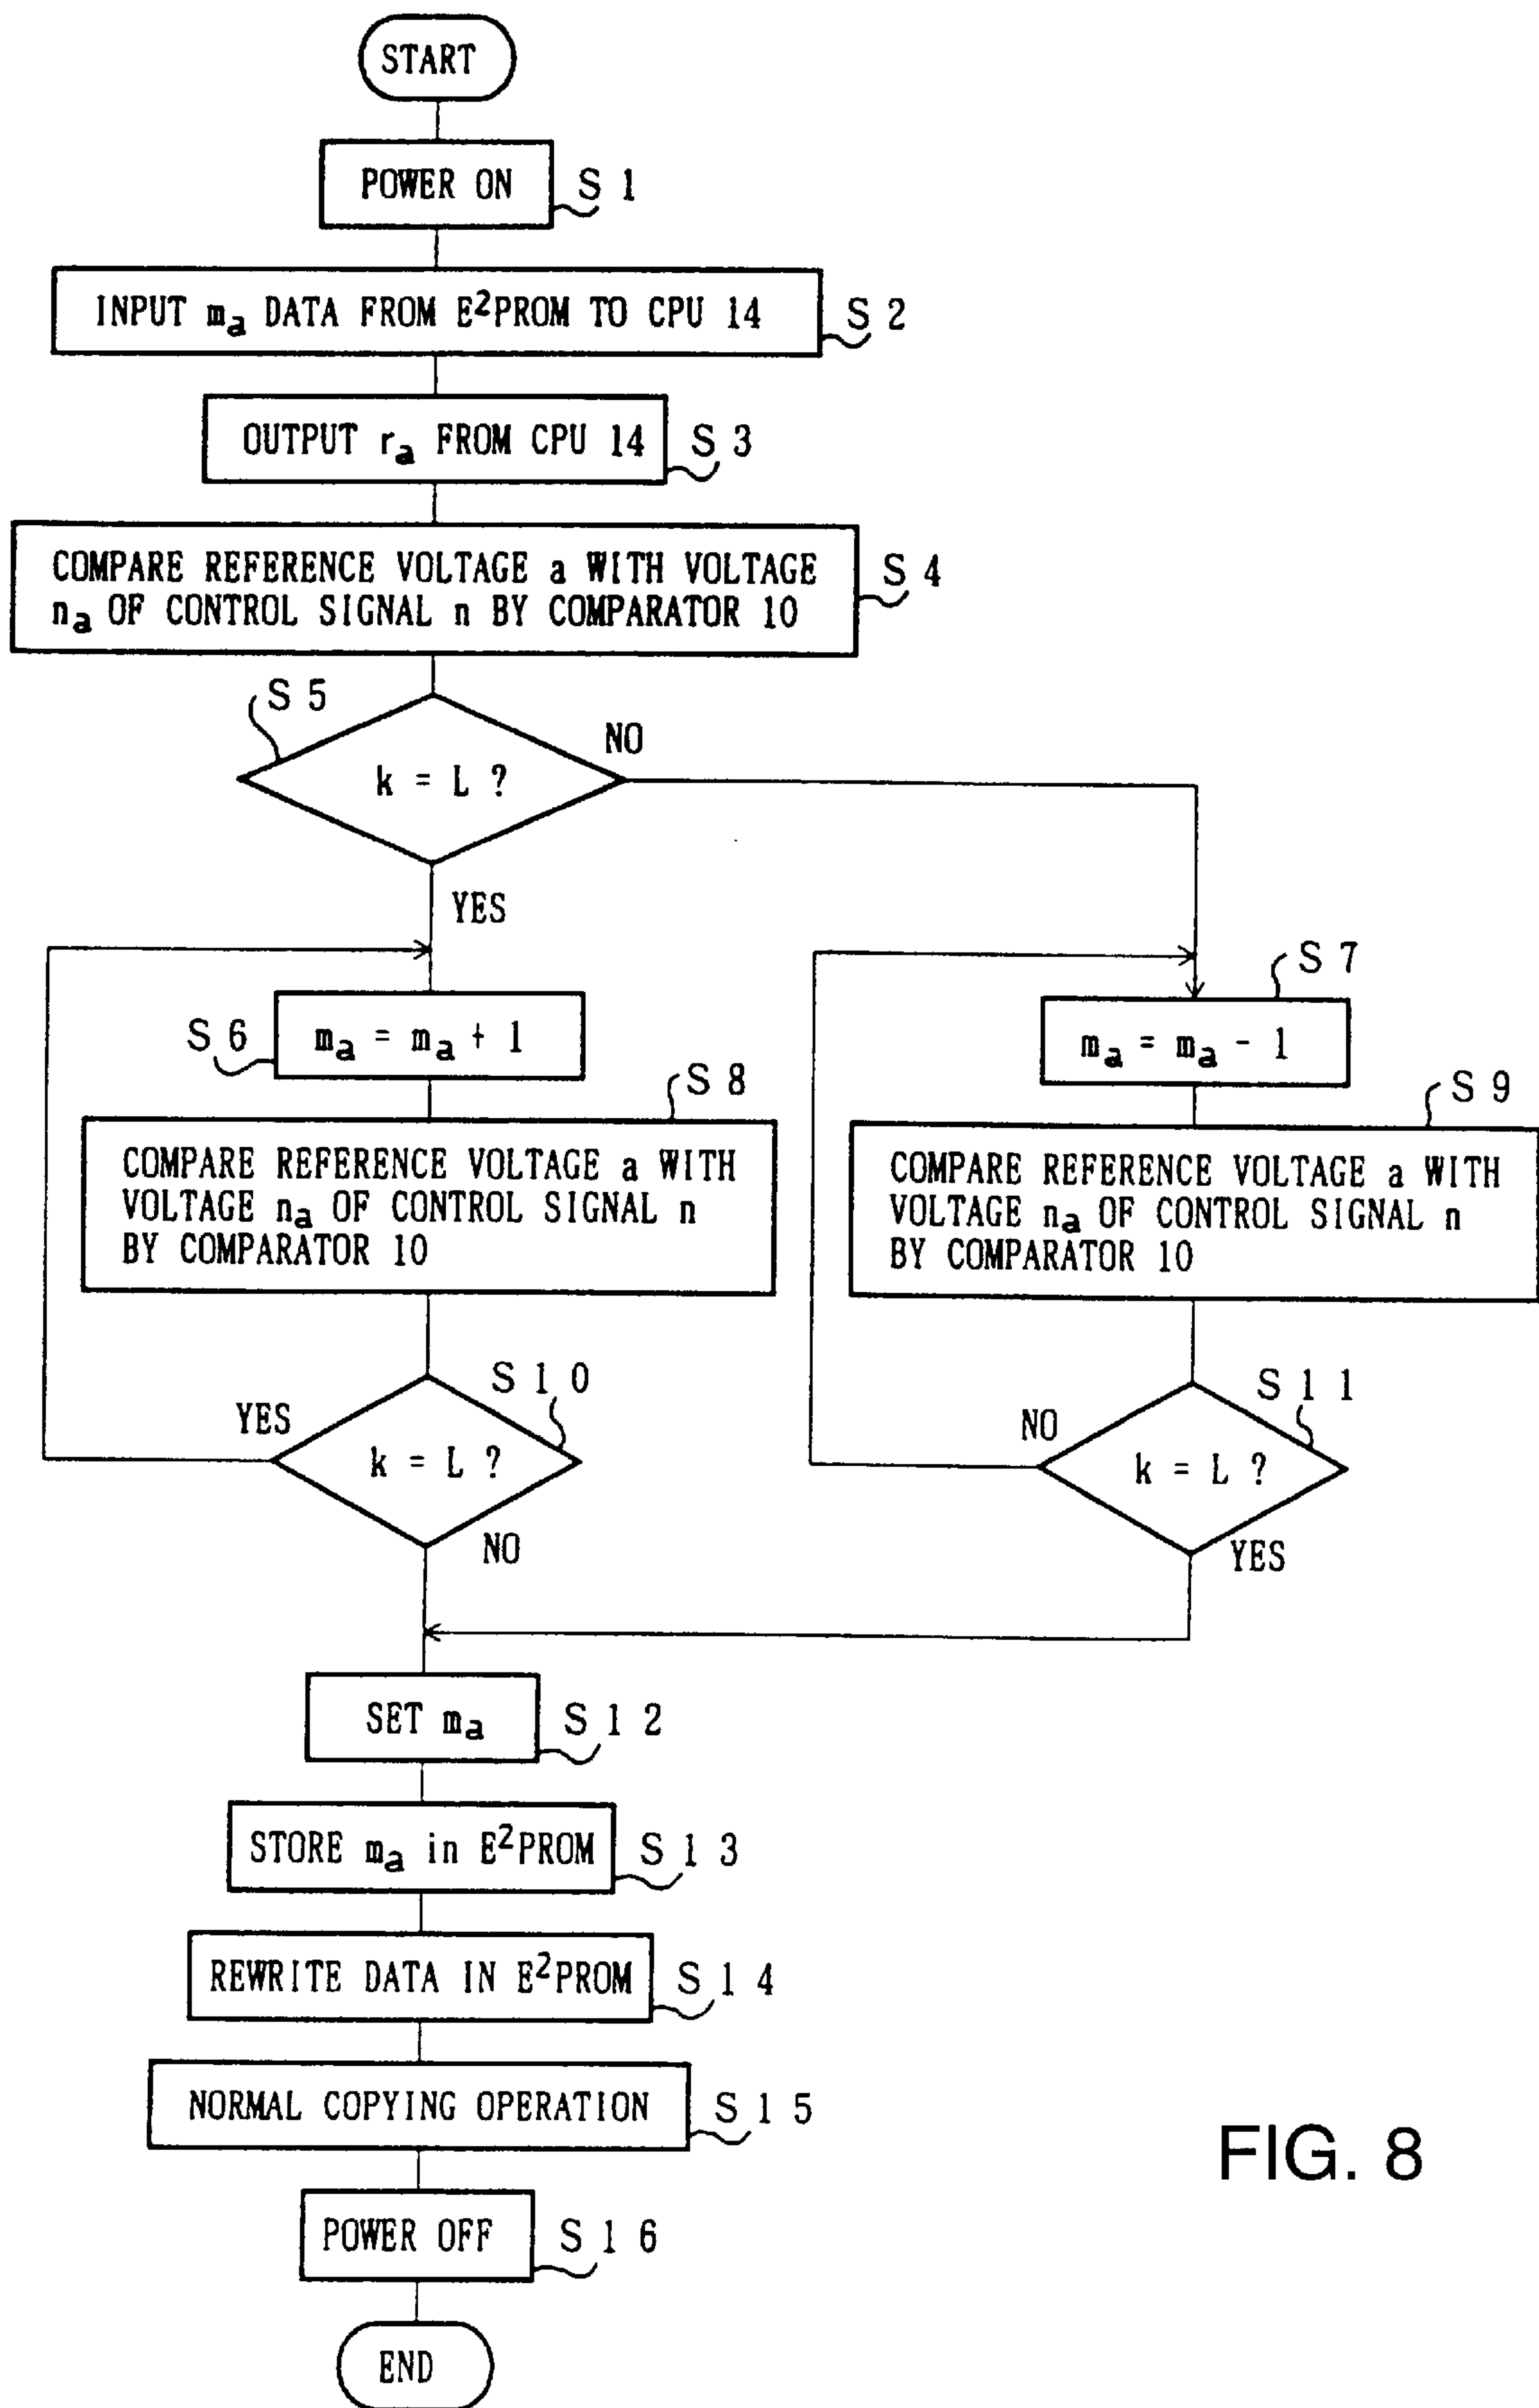 START
POWER ON
S 1
INPUT mₐ DATA FROM E²PROM TO CPU 14
S 2
OUTPUT rₐ FROM CPU 14
S 3
COMPARE REFERENCE VOLTAGE a WITH VOLTAGE
nₐ OF CONTROL SIGNAL n BY COMPARATOR 10
S 4
S 5
k = L ?
NO
YES
S 6
mₐ = mₐ + 1
S 7
mₐ = mₐ - 1
S 8
COMPARE REFERENCE VOLTAGE a WITH
VOLTAGE nₐ OF CONTROL SIGNAL n
BY COMPARATOR 10
S 9
COMPARE REFERENCE VOLTAGE a WITH
VOLTAGE nₐ OF CONTROL SIGNAL n
BY COMPARATOR 10
S 1 0
YES
k = L ?
NO
S 1 1
NO
k = L ?
YES
SET mₐ
S 1 2
STORE mₐ in E²PROM
S 1 3
REWRITE DATA IN E²PROM
S 1 4
NORMAL COPYING OPERATION
S 1 5
POWER OFF
S 1 6
END
FIG. 8